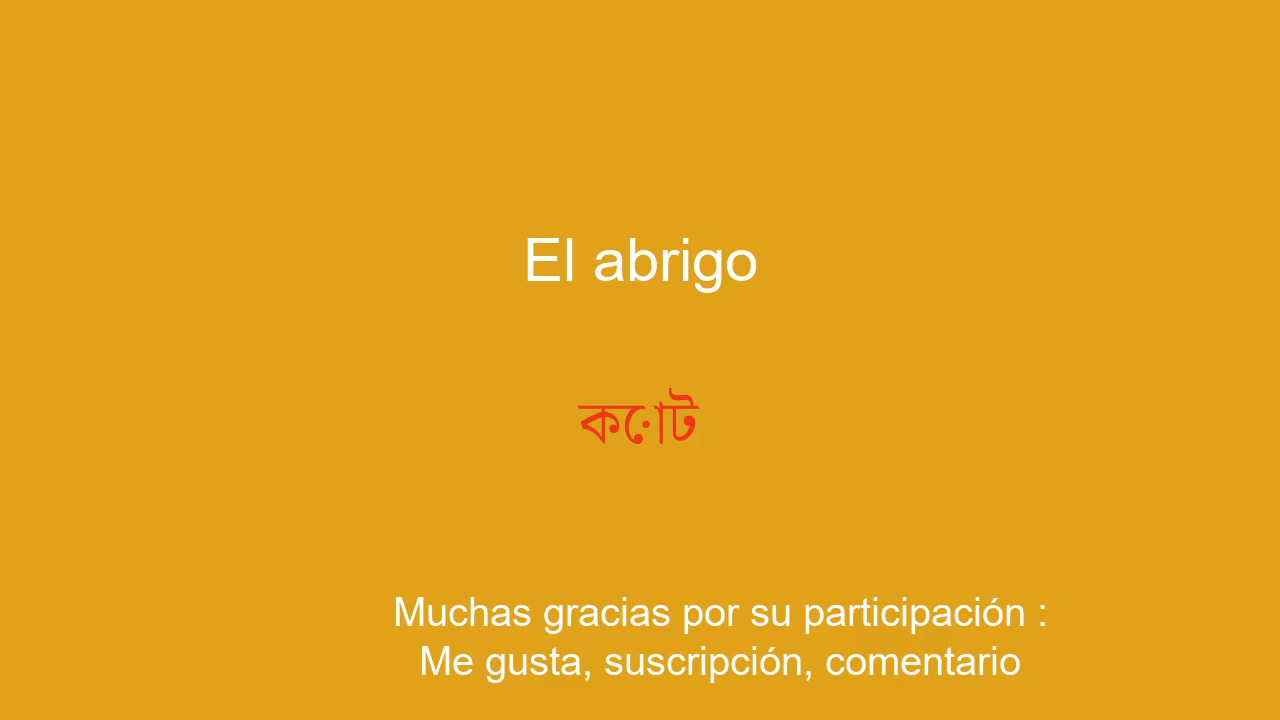 El abrigo
কোট
Muchas gracias por su participación :
Me gusta, suscripción, comentario